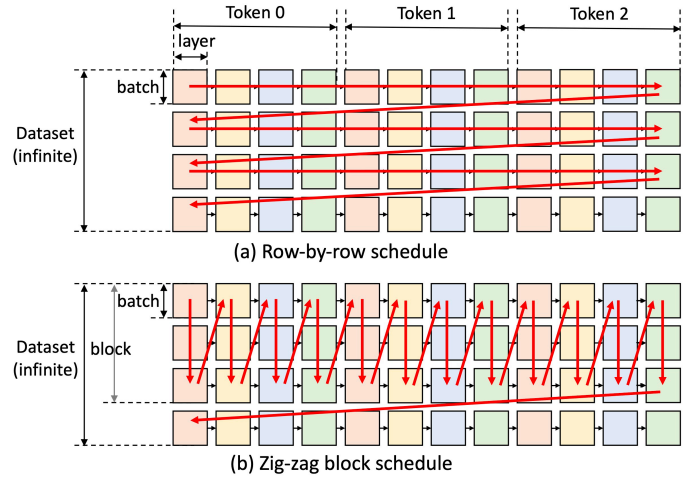 Token 0
Token 1
Token 2
layer
batch
Dataset
(infinite)
(a) Row-by-row schedule
batch
block
Dataset
(infinite)
(b) Zig-zag block schedule